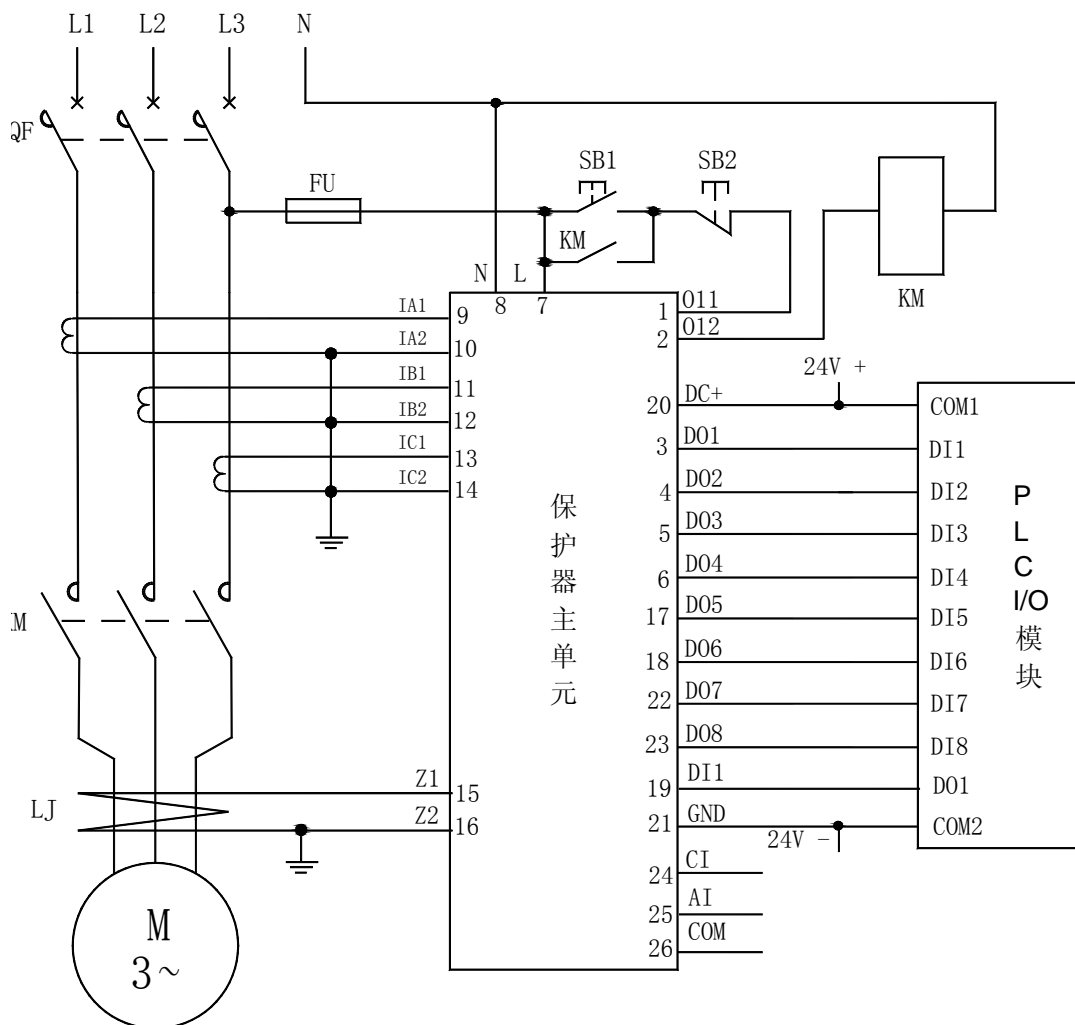 L1 L2 L3 N
QF
FU
SB1 SB2
KM
KM
N L
8 7
IA1 9
IA2 10
IB1 11
IB2 12
IC1 13
IC2 14
1 O11
2 O12
24V +
20 DC+ COM1
3 DO1 DI1
4 DO2 DI2
5 DO3 DI3
6 DO4 DI4
17 DO5 DI5
18 DO6 DI6
22 DO7 DI7
23 DO8 DI8
19 DI1 DO1
21 GND COM2
24V -
24 CI
25 AI
26 COM
保护器主单元
PLC
I/O
模块
LJ
Z1 15
Z2 16
M
3~